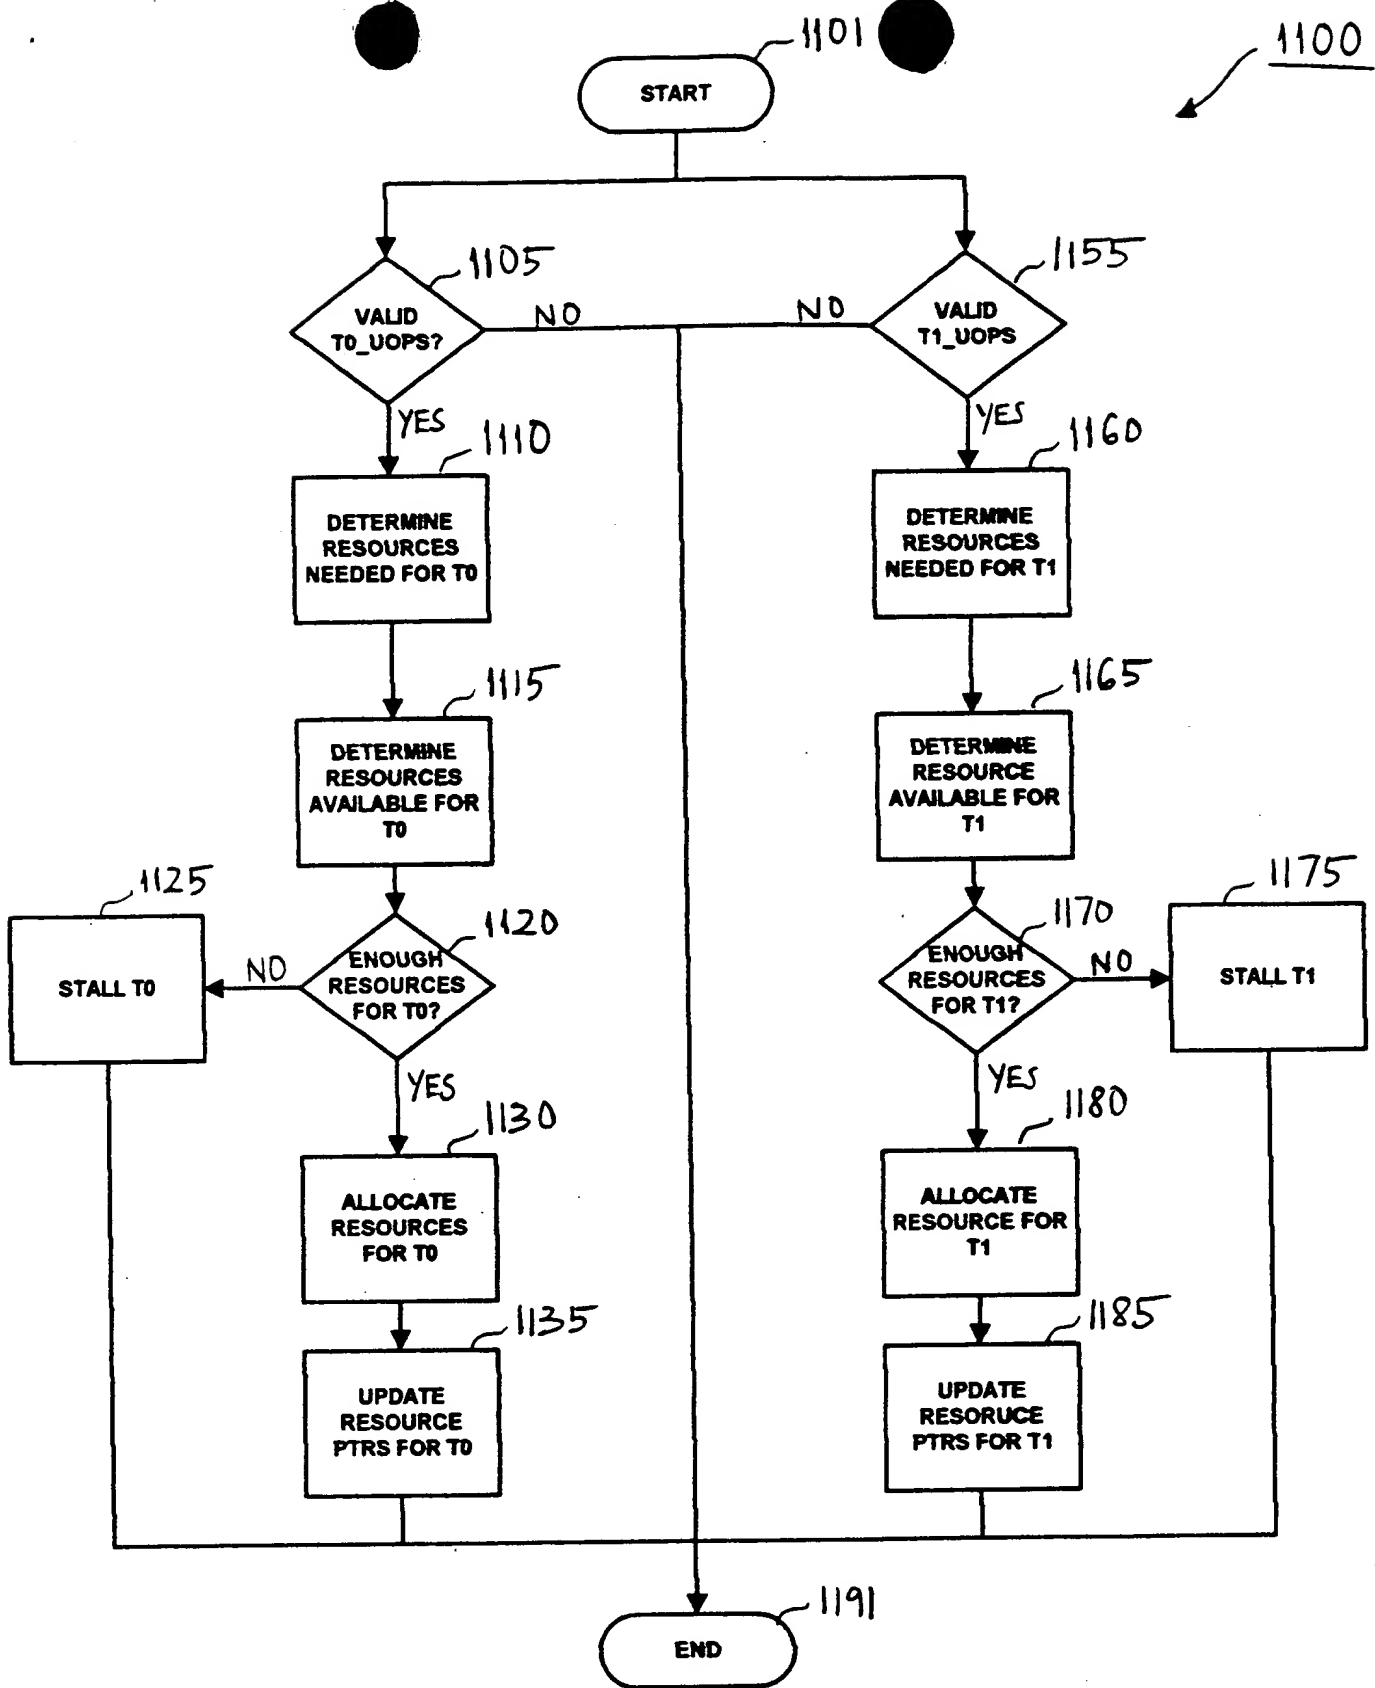 1101
1100
START
1105
1155
VALID
T0_UOPS?
NO
NO
VALID
T1_UOPS
YES
YES
1110
1160
DETERMINE
RESOURCES
NEEDED FOR T0
DETERMINE
RESOURCES
NEEDED FOR T1
1115
1165
DETERMINE
RESOURCES
AVAILABLE FOR
T0
DETERMINE
RESOURCE
AVAILABLE FOR
T1
1125
1120
1170
1175
STALL T0
NO
ENOUGH
RESOURCES
FOR T0?
ENOUGH
RESOURCES
FOR T1?
NO
STALL T1
YES
YES
1130
1180
ALLOCATE
RESOURCES
FOR T0
ALLOCATE
RESOURCE FOR
T1
1135
1185
UPDATE
RESOURCE
PTRS FOR T0
UPDATE
RESORUCE
PTRS FOR T1
1191
END